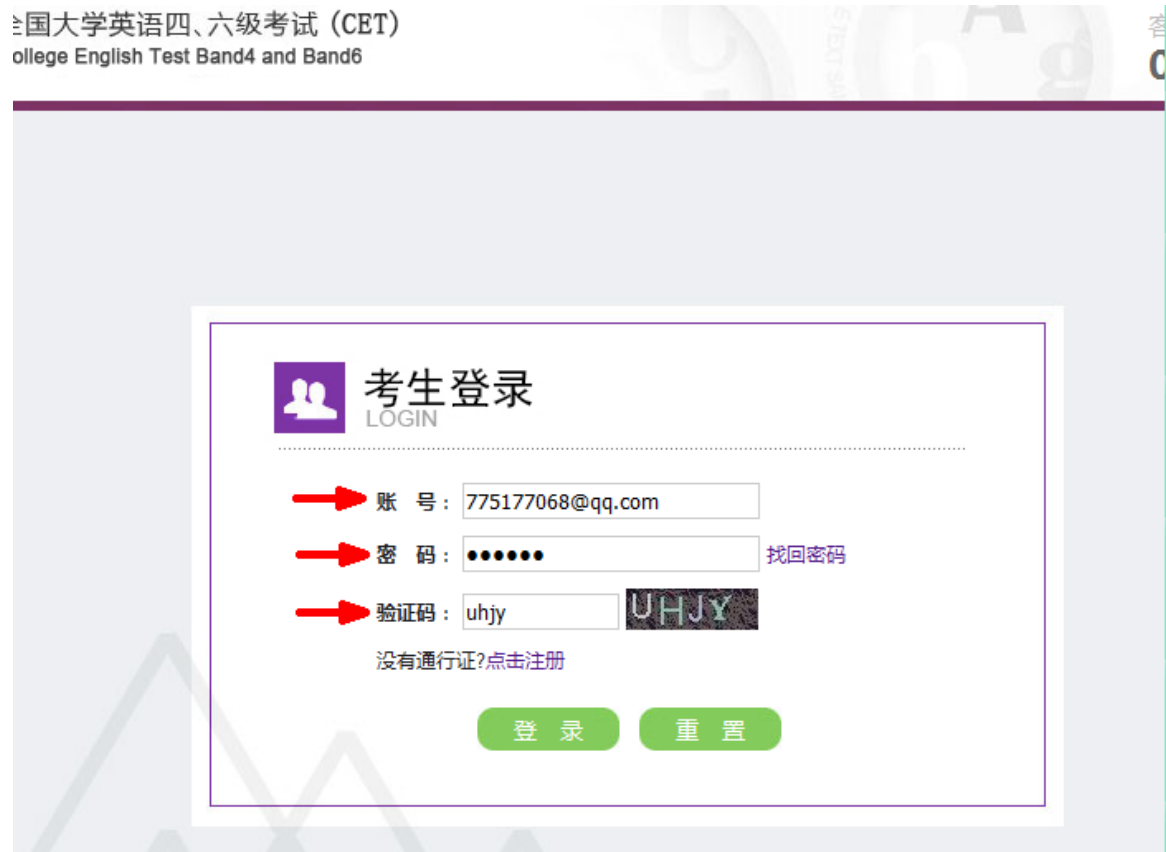 全国大学英语四、六级考试（CET）
ollege English Test Band4 and Band6
考生登录
LOGIN
账 号： 775177068@qq.com
密 码： ●●●●●● 找回密码
验证码： uhjy UHJY
没有通行证?点击注册
登 录 重 置